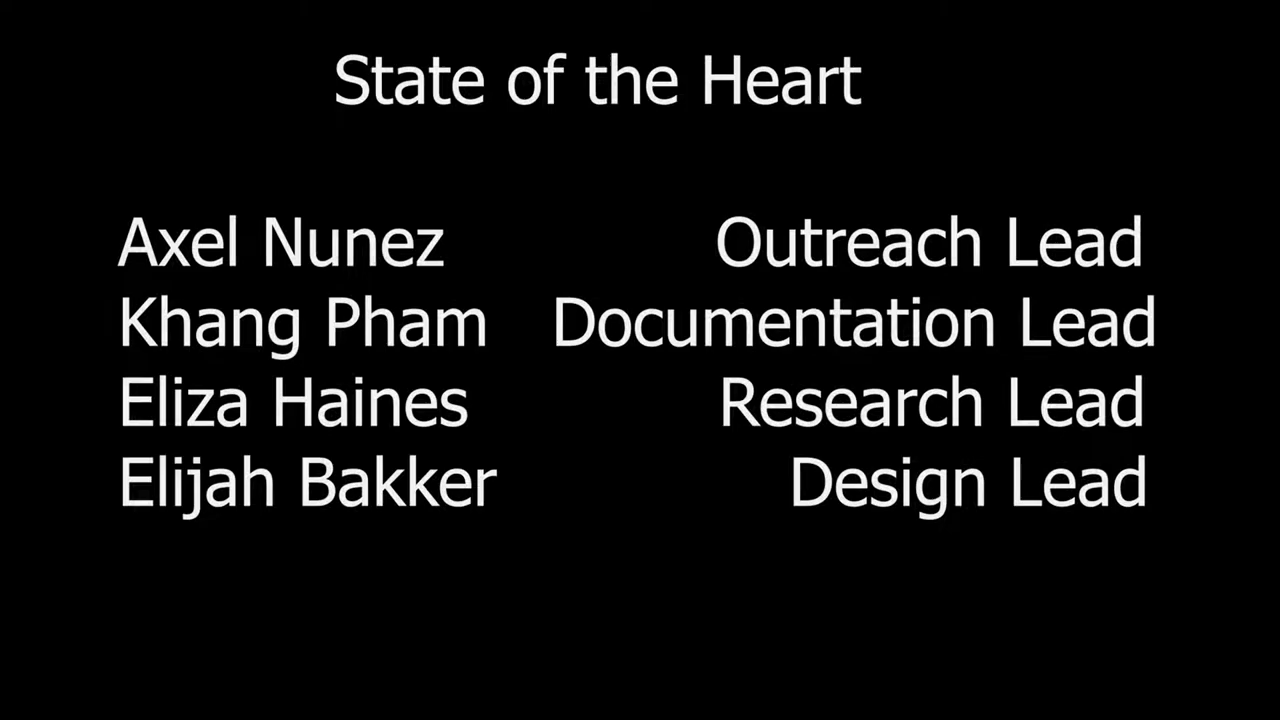 State of the Heart
Axel Nunez Outreach Lead
Khang Pham Documentation Lead
Eliza Haines Research Lead
Elijah Bakker Design Lead